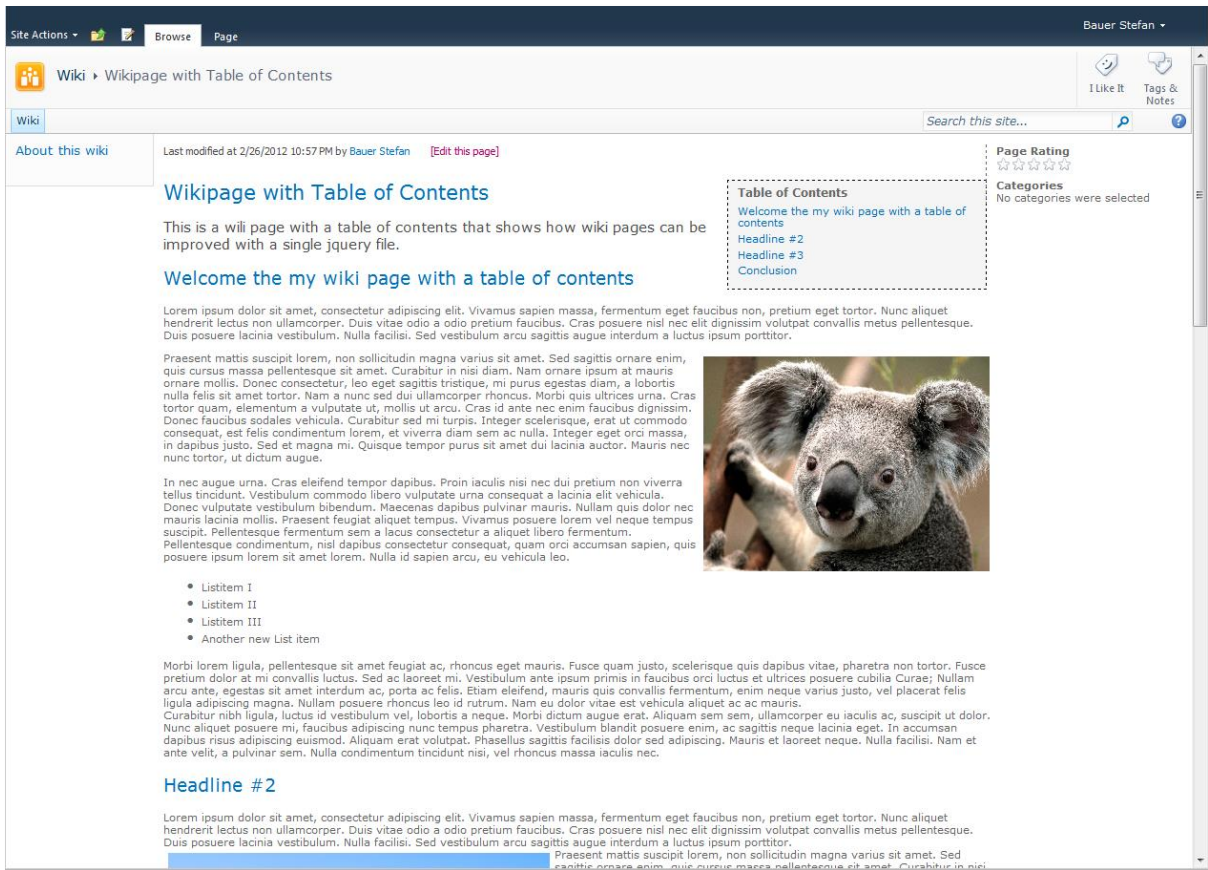 Bauer Stefan
Site Actions
Browse
Page
Wiki ▸ Wikipage with Table of Contents
I Like It
Tags & Notes
Wiki
Search this site...
About this wiki
Last modified at 2/26/2012 10:57 PM by Bauer Stefan [Edit this page]
Wikipage with Table of Contents
This is a wili page with a table of contents that shows how wiki pages can be
improved with a single jquery file.
Table of Contents
Welcome the my wiki page with a table of
contents
Headline #2
Headline #3
Conclusion
Page Rating
Categories
No categories were selected
Welcome the my wiki page with a table of contents
Lorem ipsum dolor sit amet, consectetur adipiscing elit. Vivamus sapien massa, fermentum eget faucibus non, pretium eget tortor. Nunc aliquet
hendrerit lectus non ullamcorper. Duis vitae odio a odio pretium faucibus. Cras posuere nisl nec elit dignissim volutpat convallis metus pellentesque.
Duis posuere lacinia vestibulum. Nulla facilisi. Sed vestibulum arcu sagittis augue interdum a luctus ipsum porttitor.
Praesent mattis suscipit lorem, non sollicitudin magna varius sit amet. Sed sagittis ornare enim,
quis cursus massa pellentesque sit amet. Curabitur in nisi diam. Nam ornare ipsum at mauris
ornare mollis. Donec consectetur, leo eget sagittis tristique, mi purus egestas diam, a lobortis
nulla felis sit amet tortor. Nam a nunc sed dui ullamcorper rhoncus. Morbi quis ultrices urna. Cras
tortor quam, elementum a vulputate ut, mollis ut arcu. Cras id ante nec enim faucibus dignissim.
Donec faucibus sodales vehicula. Curabitur sed mi turpis. Integer scelerisque, erat ut commodo
consequat, est felis condimentum lorem, et viverra diam sem ac nulla. Integer eget orci massa,
in dapibus justo. Sed et magna mi. Quisque tempor purus sit amet dui lacinia auctor. Mauris nec
nunc tortor, ut dictum augue.
In nec augue urna. Cras eleifend tempor dapibus. Proin iaculis nisi nec dui pretium non viverra
tellus tincidunt. Vestibulum commodo libero vulputate urna consequat a lacinia elit vehicula.
Donec vulputate vestibulum bibendum. Maecenas dapibus pulvinar mauris. Nullam quis dolor nec
mauris lacinia mollis. Praesent feugiat aliquet tempus. Vivamus posuere lorem vel neque tempus
suscipit. Pellentesque fermentum sem a lacus consectetur a aliquet libero fermentum.
Pellentesque condimentum, nisl dapibus consectetur consequat, quam orci accumsan sapien, quis
posuere ipsum lorem sit amet lorem. Nulla id sapien arcu, eu vehicula leo.
• Listitem I
• Listitem II
• Listitem III
• Another new List item
Morbi lorem ligula, pellentesque sit amet feugiat ac, rhoncus eget mauris. Fusce quam justo, scelerisque quis dapibus vitae, pharetra non tortor. Fusce
pretium dolor at mi convallis luctus. Sed ac laoreet mi. Vestibulum ante ipsum primis in faucibus orci luctus et ultrices posuere cubilia Curae; Nullam
arcu ante, egestas sit amet interdum ac, porta ac felis. Etiam eleifend, mauris quis convallis fermentum, enim neque varius justo, vel placerat felis
ligula adipiscing magna. Nullam posuere rhoncus leo id rutrum. Nam eu dolor vitae est vehicula aliquet ac ac mauris.
Curabitur nibh ligula, luctus id vestibulum vel, lobortis a neque. Morbi dictum augue erat. Aliquam sem sem, ullamcorper eu iaculis ac, suscipit ut dolor.
Nunc aliquet posuere mi, faucibus adipiscing nunc tempus pharetra. Vestibulum blandit posuere enim, ac sagittis neque lacinia eget. In accumsan
dapibus risus adipiscing euismod. Aliquam erat volutpat. Phasellus sagittis facilisis dolor sed adipiscing. Mauris et laoreet neque. Nulla facilisi. Nam et
ante velit, a pulvinar sem. Nulla condimentum tincidunt nisi, vel rhoncus massa iaculis nec.
Headline #2
Lorem ipsum dolor sit amet, consectetur adipiscing elit. Vivamus sapien massa, fermentum eget faucibus non, pretium eget tortor. Nunc aliquet
hendrerit lectus non ullamcorper. Duis vitae odio a odio pretium faucibus. Cras posuere nisl nec elit dignissim volutpat convallis metus pellentesque.
Duis posuere lacinia vestibulum. Nulla facilisi. Sed vestibulum arcu sagittis augue interdum a luctus ipsum porttitor.
Praesent mattis suscipit lorem, non sollicitudin magna varius sit amet. Sed
sagittis ornare enim, quis cursus massa pellentesque sit amet. Curabitur in nisi